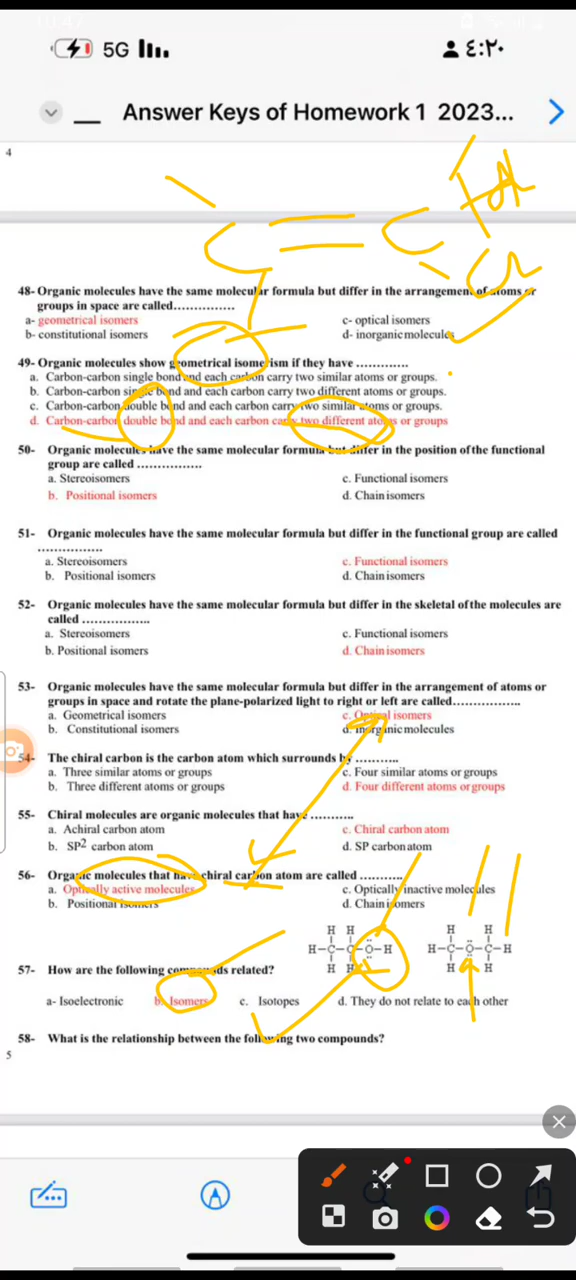 5G
٤:٢٠
Answer Keys of Homework 1 2023...
4
C = C
48- Organic molecules have the same molecular formula but differ in the arrangement of atoms or
groups in space are called...............
a- geometrical isomers
c- optical isomers
b- constitutional isomers
d- inorganic molecules
49- Organic molecules show geometrical isomerism if they have .............
a. Carbon-carbon single bond and each carbon carry two similar atoms or groups.
b. Carbon-carbon single bond and each carbon carry two different atoms or groups.
c. Carbon-carbon double bond and each carbon carry two similar atoms or groups.
d. Carbon-carbon double bond and each carbon carry two different atoms or groups
50- Organic molecules have the same molecular formula but differ in the position of the functional
group are called .................
a. Stereoisomers
c. Functional isomers
b. Positional isomers
d. Chain isomers
51- Organic molecules have the same molecular formula but differ in the functional group are called
.................
a. Stereoisomers
c. Functional isomers
b. Positional isomers
d. Chain isomers
52- Organic molecules have the same molecular formula but differ in the skeletal of the molecules are
called .................
a. Stereoisomers
c. Functional isomers
b. Positional isomers
d. Chain isomers
53- Organic molecules have the same molecular formula but differ in the arrangement of atoms or
groups in space and rotate the plane-polarized light to right or left are called.................
a. Geometrical isomers
c. Optical isomers
b. Constitutional isomers
d. inorganic molecules
54- The chiral carbon is the carbon atom which surrounds by ...........
a. Three similar atoms or groups
c. Four similar atoms or groups
b. Three different atoms or groups
d. Four different atoms or groups
55- Chiral molecules are organic molecules that have ...........
a. Achiral carbon atom
c. Chiral carbon atom
b. SP2 carbon atom
d. SP carbon atom
56- Organic molecules that have chiral carbon atom are called ...........
a. Optically active molecules
c. Optically inactive molecules
b. Positional isomers
d. Chain isomers
H H
H-C-C-O-H
H H
H H
H-C-O-C-H
H H
57- How are the following compounds related?
a- Isoelectronic
b. Isomers
c. Isotopes
d. They do not relate to each other
58- What is the relationship between the following two compounds?
5